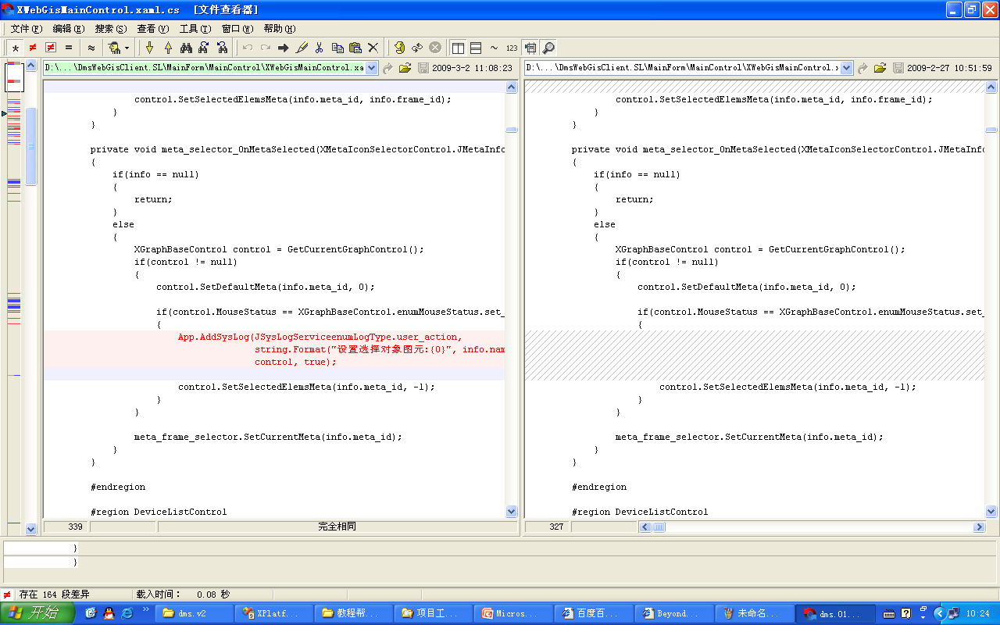 XWebGisMainControl.xaml.cs [文件查看器]
文件(F) 编辑(E) 搜索(S) 查看(V) 工具(T) 窗口(W) 帮助(H)
123
D:\...\DmsWebGisClient.SL\MainForm\MainControl\XWebGisMainControl.xa
2009-3-2 11:08:23
D:\...\DmsWebGisClient.SL\MainForm\MainControl\XWebGisMainControl.x
2009-2-27 10:51:59
control.SetSelectedElemsMeta(info.meta_id, info.frame_id);
}
}
private void meta_selector_OnMetaSelected(XMetaIconSelectorControl.JMetaInfo
{
if(info == null)
{
return;
}
else
{
XGraphBaseControl control = GetCurrentGraphControl();
if(control != null)
{
control.SetDefaultMeta(info.meta_id, 0);
if(control.MouseStatus == XGraphBaseControl.enumMouseStatus.set_
{
App.AddSysLog(JSysLogServiceenumLogType.user_action,
string.Format("设置选择对象图元:{0}", info.nam
control, true);
control.SetSelectedElemsMeta(info.meta_id, -1);
}
}
meta_frame_selector.SetCurrentMeta(info.meta_id);
}
}
#endregion
#region DeviceListControl
control.SetSelectedElemsMeta(info.meta_id, info.frame_id);
}
}
private void meta_selector_OnMetaSelected(XMetaIconSelectorControl.JMetaInfo
{
if(info == null)
{
return;
}
else
{
XGraphBaseControl control = GetCurrentGraphControl();
if(control != null)
{
control.SetDefaultMeta(info.meta_id, 0);
if(control.MouseStatus == XGraphBaseControl.enumMouseStatus.set_
{
control.SetSelectedElemsMeta(info.meta_id, -1);
}
}
meta_frame_selector.SetCurrentMeta(info.meta_id);
}
}
#endregion
#region DeviceListControl
339 完全相同
327
}
}
存在 164 段差异 载入时间： 0.08 秒
开始 dms.v2 XPlatf... 教程帮... 项目工... Micros... 百度百... Beyond... 未命名... dms.01... 10:24